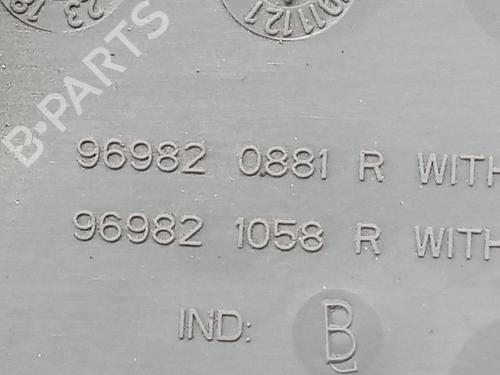 B-PARTS
96982 0881 R WITH
96982 1058 R WITH
IND: B